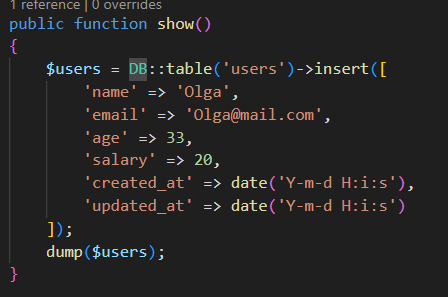 1 reference | 0 overrides
public function show()
{
    $users = DB::table('users')->insert([
        'name' => 'Olga',
        'email' => 'Olga@mail.com',
        'age' => 33,
        'salary' => 20,
        'created_at' => date('Y-m-d H:i:s'),
        'updated_at' => date('Y-m-d H:i:s')
    ]);
    dump($users);
}